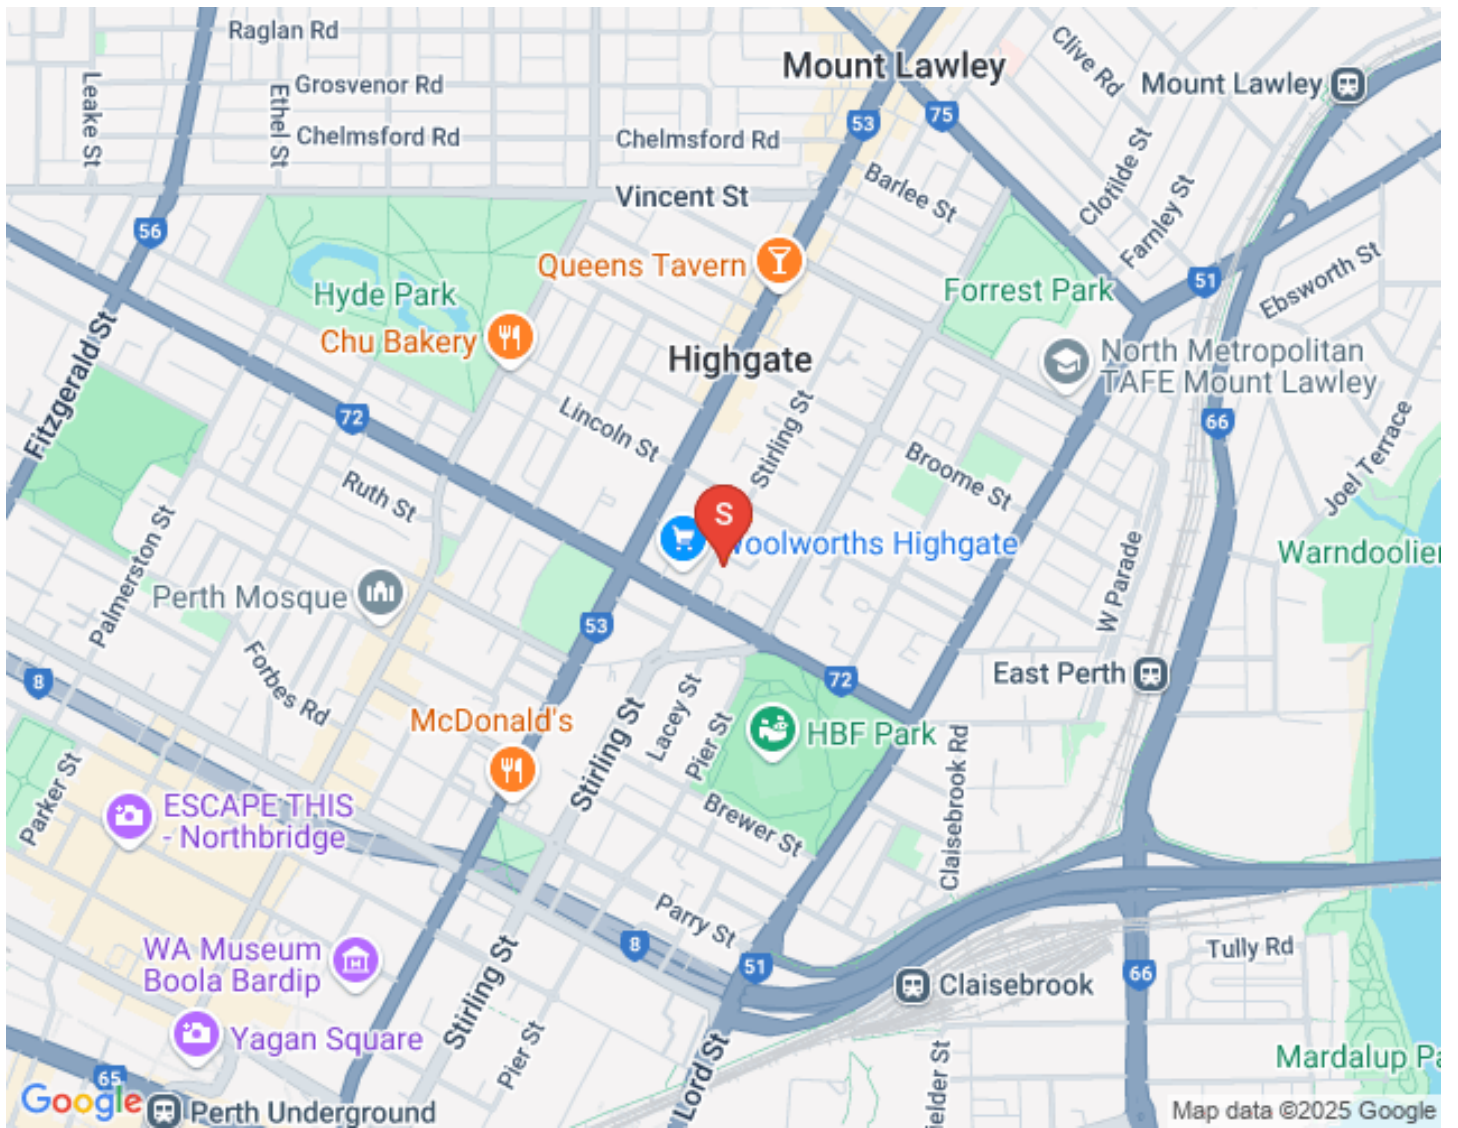 Raglan Rd
Mount Lawley
Clive Rd
Mount Lawley
Leake St
Ethel St
Grosvenor Rd
53
75
Chelmsford Rd
Chelmsford Rd
Barlee St
Clotilde St
Farnley St
Vincent St
56
Queens Tavern
51
Ebsworth St
Hyde Park
Forrest Park
Chu Bakery
Highgate
North Metropolitan
TAFE Mount Lawley
Fitzgerald St
72
Lincoln St
Stirling St
66
Joel Terrace
Broome St
Ruth St
S
Woolworths Highgate
Warndoolier
Palmerston St
Perth Mosque
53
W Parade
Forbes Rd
8
East Perth
72
Lacey St
McDonald's
Stirling St
Pier St
HBF Park
Claisebrook Rd
Parker St
ESCAPE THIS
- Northbridge
Brewer St
Parry St
WA Museum
Boola Bardip
Stirling St
8
51
Tully Rd
66
Claisebrook
Yagan Square
Pier St
Lord St
ielder St
Mardalup Pa
65
Google
Perth Underground
Map data ©2025 Google